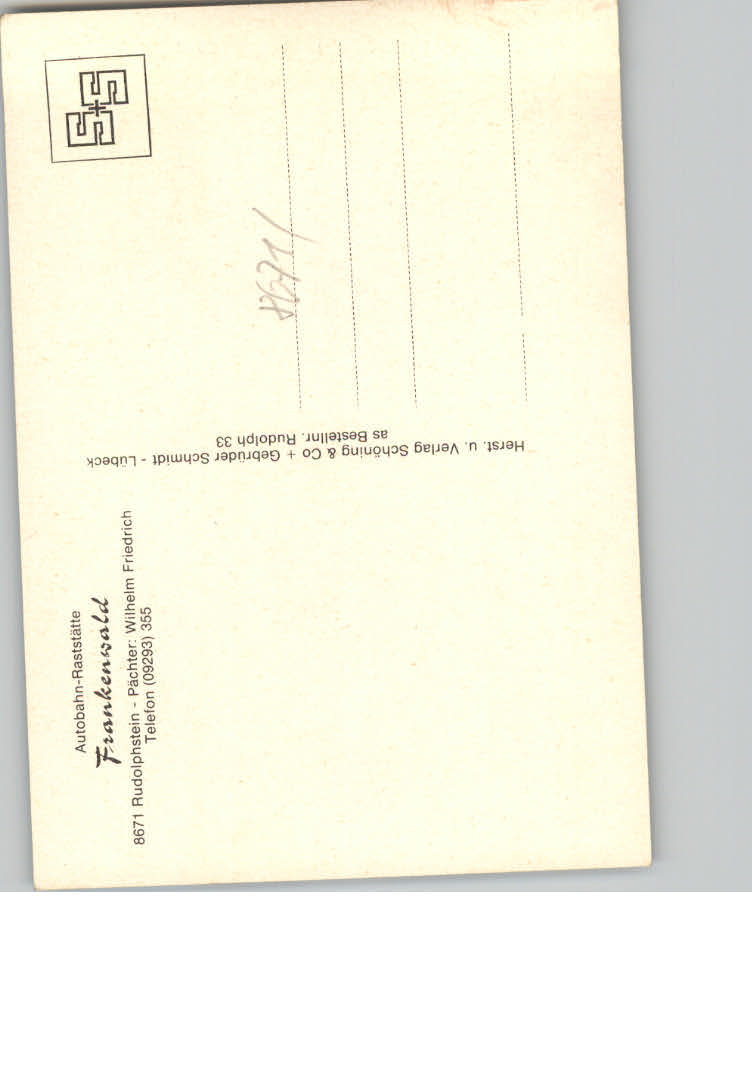 Autobahn-Raststätte
Frankenwald
8671 Rudolphstein - Pächter: Wilhelm Friedrich
Telefon (09293) 355
Herst. u. Verlag Schöning & Co + Gebrüder Schmidt - Lübeck
as Bestellnr. Rudolph 33
S+S
8671/